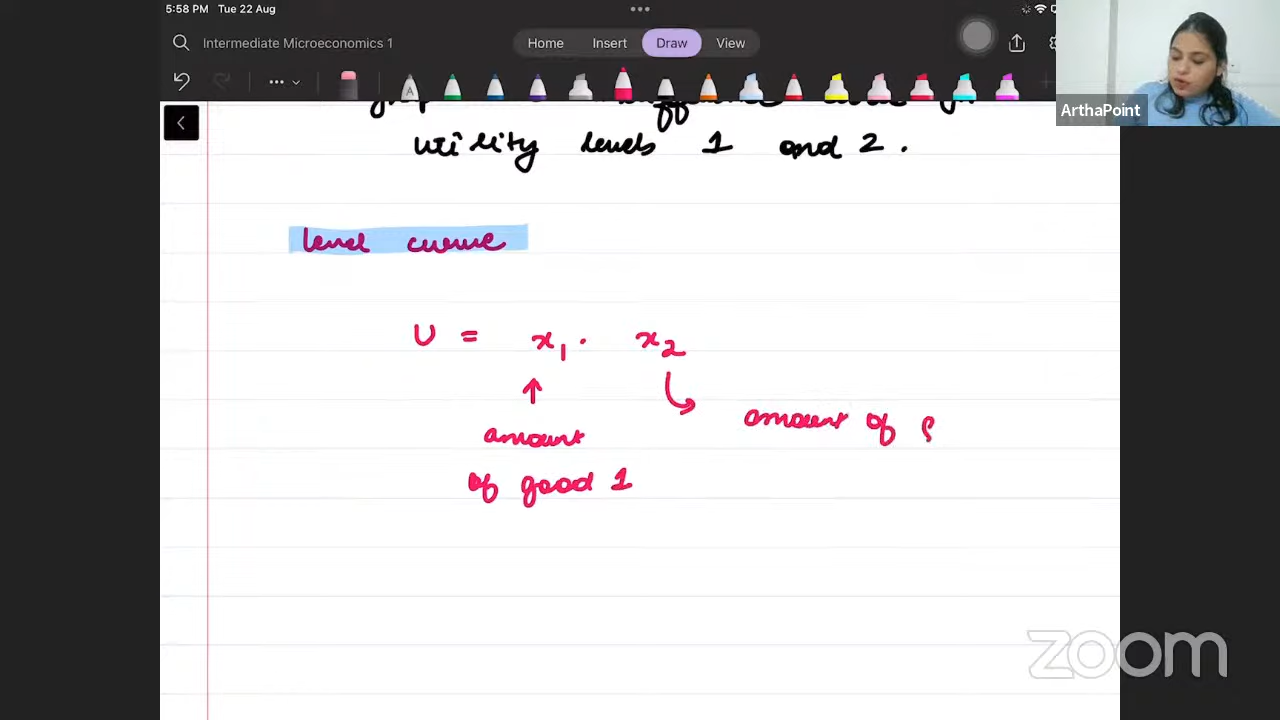 5:58 PM Tue 22 Aug
Intermediate Microeconomics 1
Home Insert Draw View
A
ArthaPoint
utility levels 1 and 2.
level curve
U = x₁ . x₂
amount of
amount
of good 1
zoom